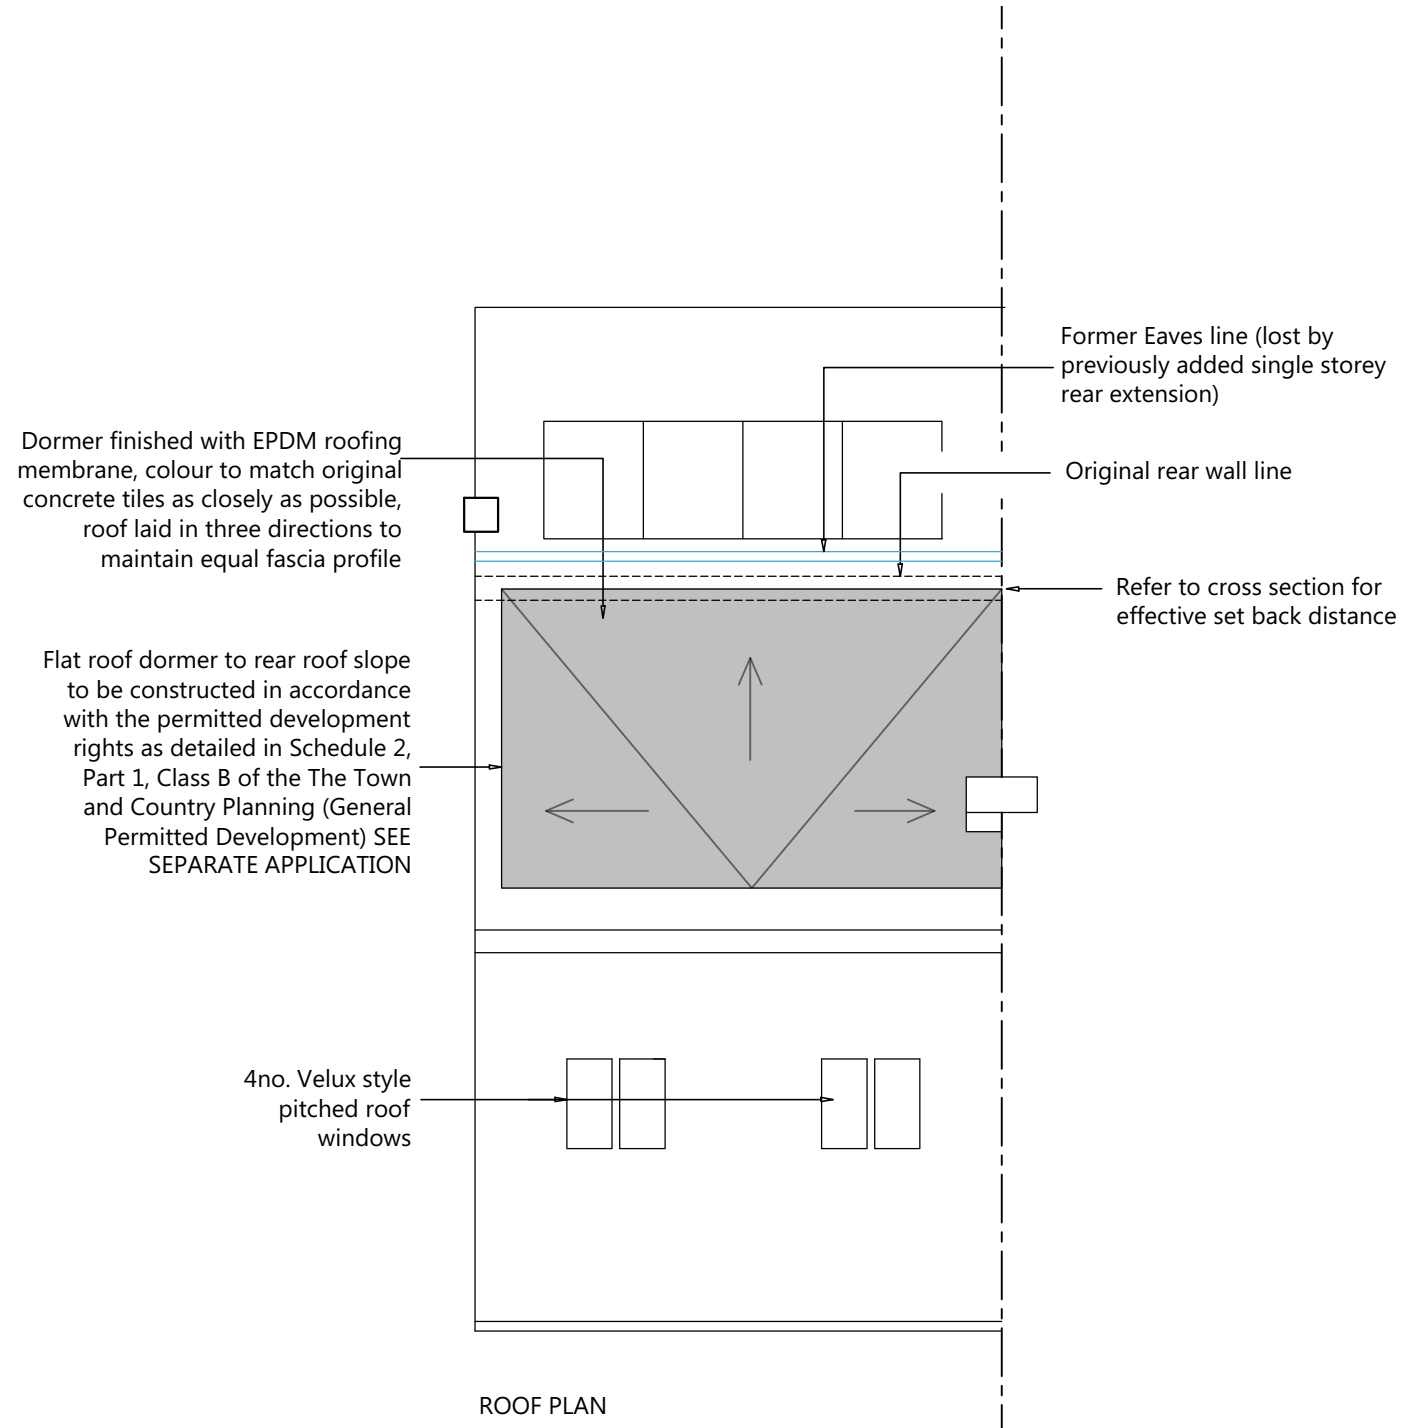 Former Eaves line (lost by
previously added single storey
rear extension)
Dormer finished with EPDM roofing
membrane, colour to match original
concrete tiles as closely as possible,
roof laid in three directions to
maintain equal fascia profile
Original rear wall line
Refer to cross section for
effective set back distance
Flat roof dormer to rear roof slope
to be constructed in accordance
with the permitted development
rights as detailed in Schedule 2,
Part 1, Class B of the The Town
and Country Planning (General
Permitted Development) SEE
SEPARATE APPLICATION
4no. Velux style
pitched roof
windows
ROOF PLAN